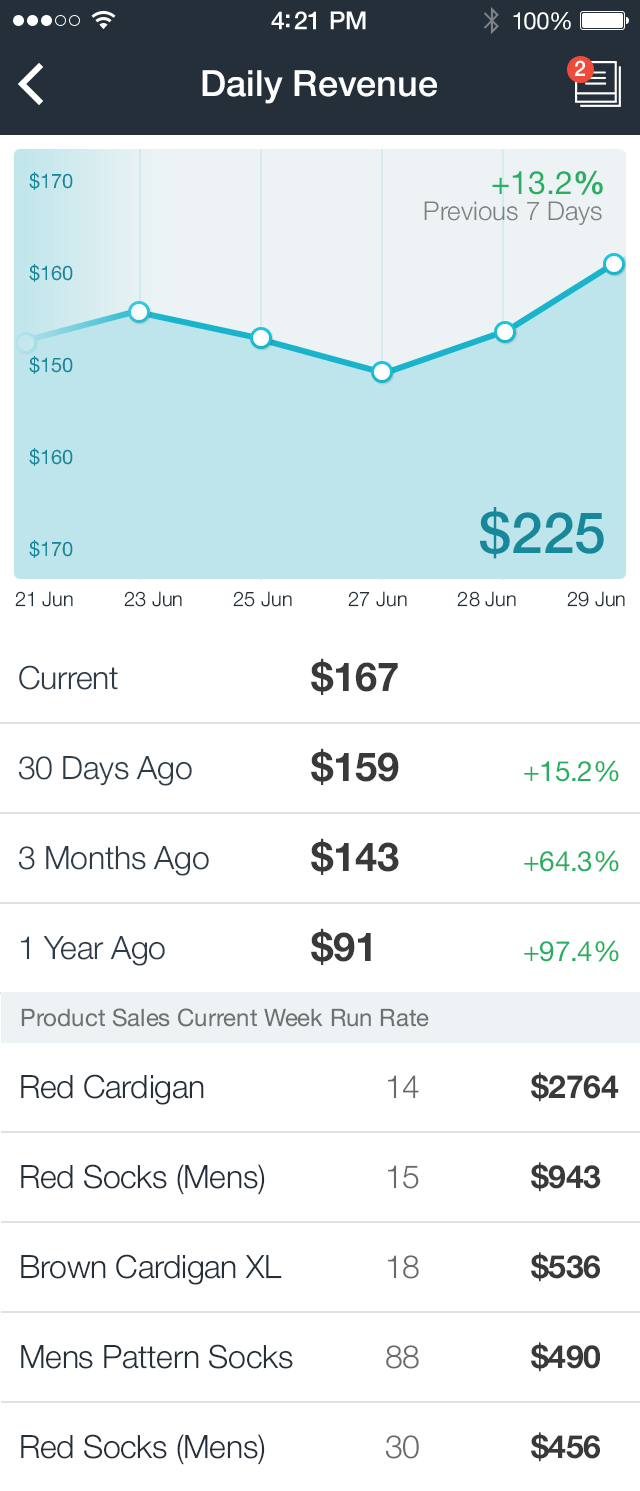 4:21 PM 100%
Daily Revenue 2
$170 +13.2%
Previous 7 Days
$160
$150
$160
$170 $225
21 Jun 23 Jun 25 Jun 27 Jun 28 Jun 29 Jun
Current $167
30 Days Ago $159 +15.2%
3 Months Ago $143 +64.3%
1 Year Ago $91 +97.4%
Product Sales Current Week Run Rate
Red Cardigan 14 $2764
Red Socks (Mens) 15 $943
Brown Cardigan XL 18 $536
Mens Pattern Socks 88 $490
Red Socks (Mens) 30 $456